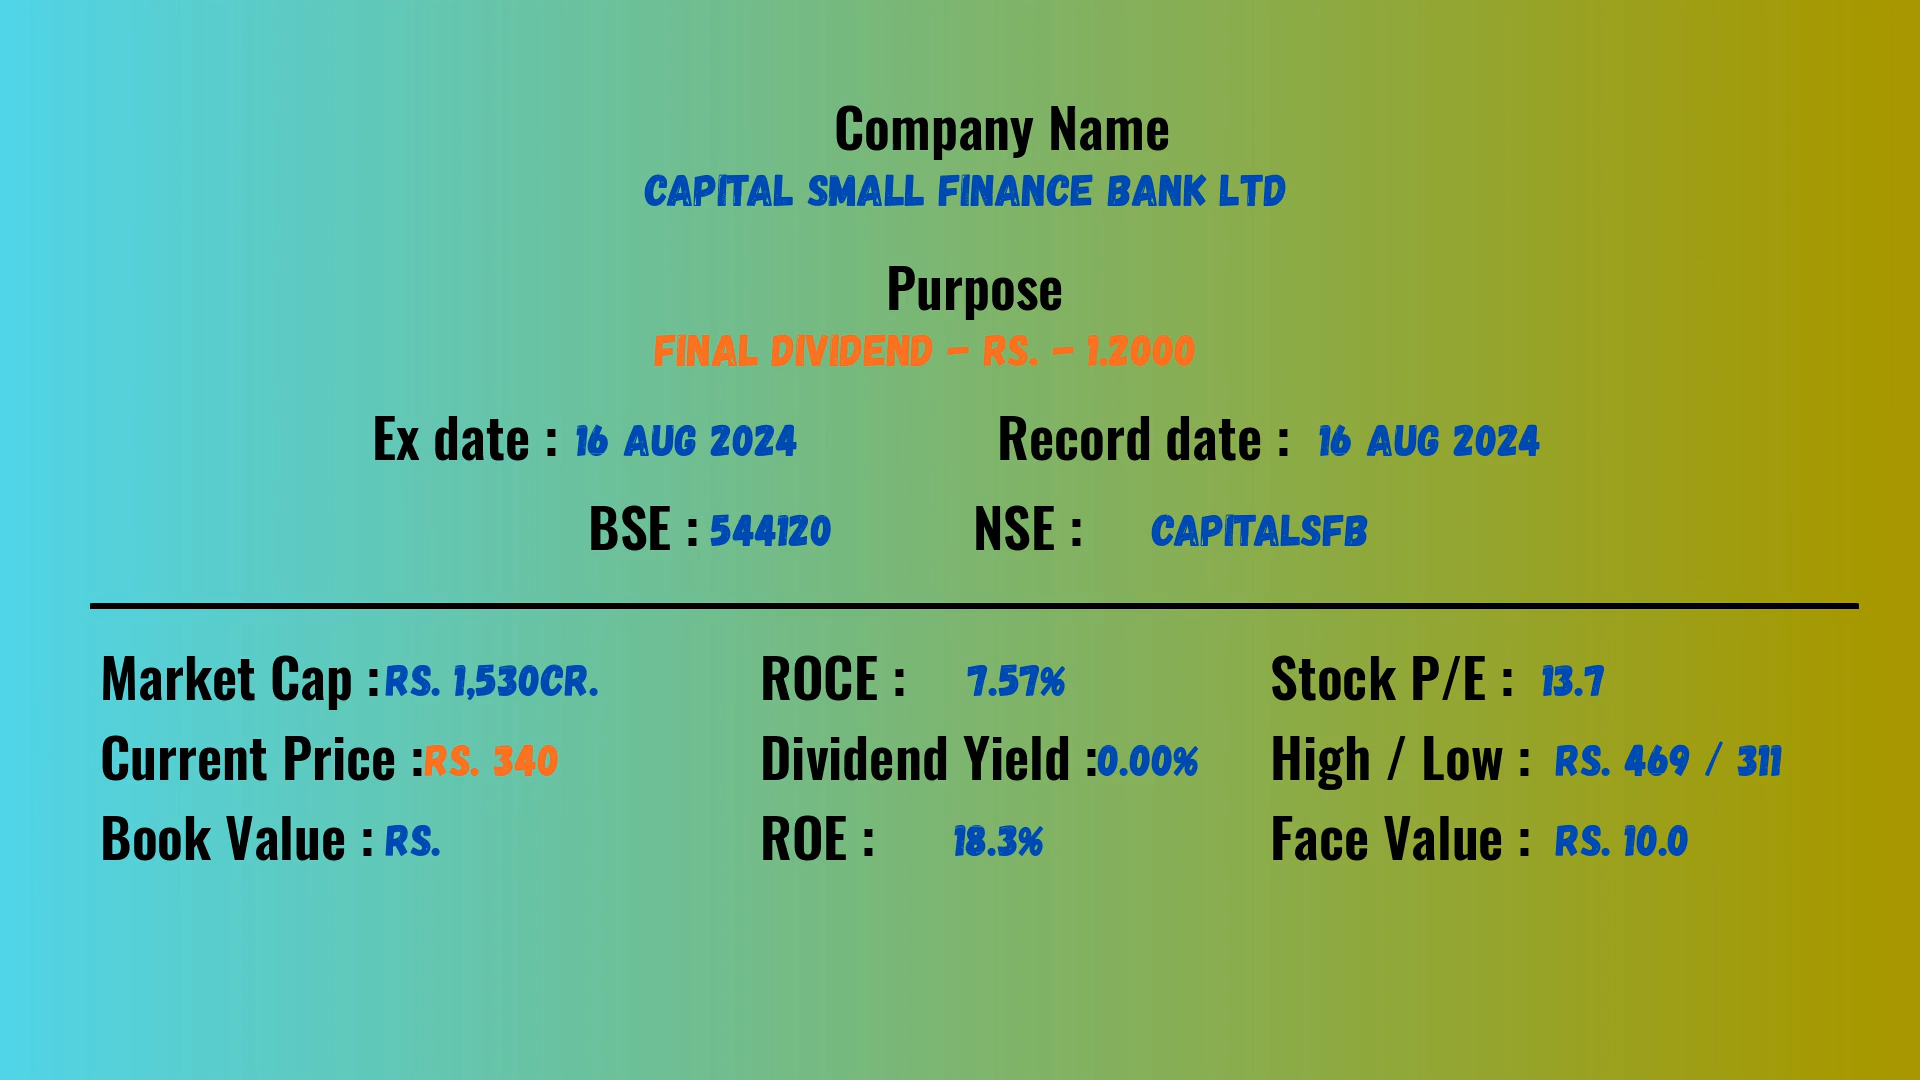 Company Name
CAPITAL SMALL FINANCE BANK LTD
Purpose
FINAL DIVIDEND - RS. - 1.2000
Ex date : 16 AUG 2024 Record date : 16 AUG 2024
BSE : 544120 NSE : CAPITALSFB
Market Cap : RS. 1,530CR. ROCE : 7.57% Stock P/E : 13.7
Current Price : RS. 340 Dividend Yield : 0.00% High / Low : RS. 469 / 311
Book Value : RS. ROE : 18.3% Face Value : RS. 10.0